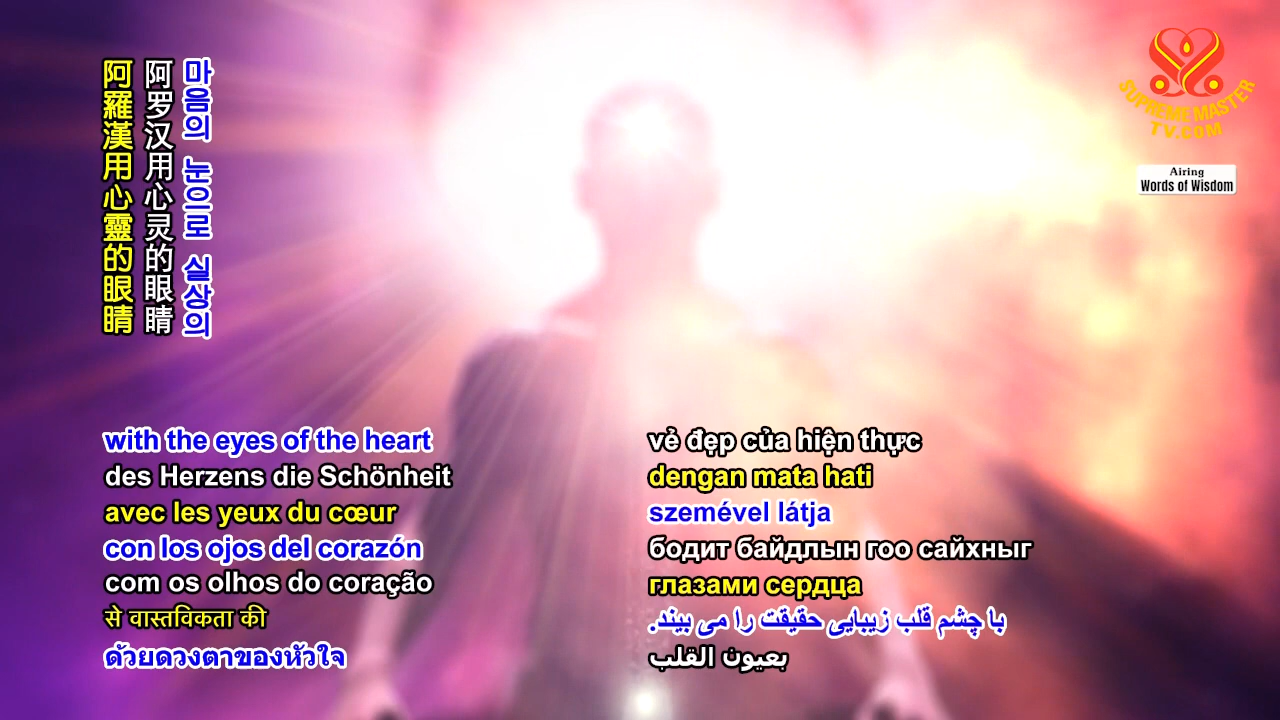 阿羅漢用心靈的眼睛
阿罗汉用心灵的眼睛
마음의 눈으로 실상의
SUPREME MASTER
TV.COM
Airing
Words of Wisdom
with the eyes of the heart
des Herzens die Schönheit
avec les yeux du cœur
con los ojos del corazón
com os olhos do coração
से वास्तविकता की
ด้วยดวงตาของหัวใจ
vẻ đẹp của hiện thực
dengan mata hati
szemével látja
бодит байдлын гоо сайхныг
глазами сердца
با چشم قلب زیبایی حقیقت را می بیند.
بعيون القلب